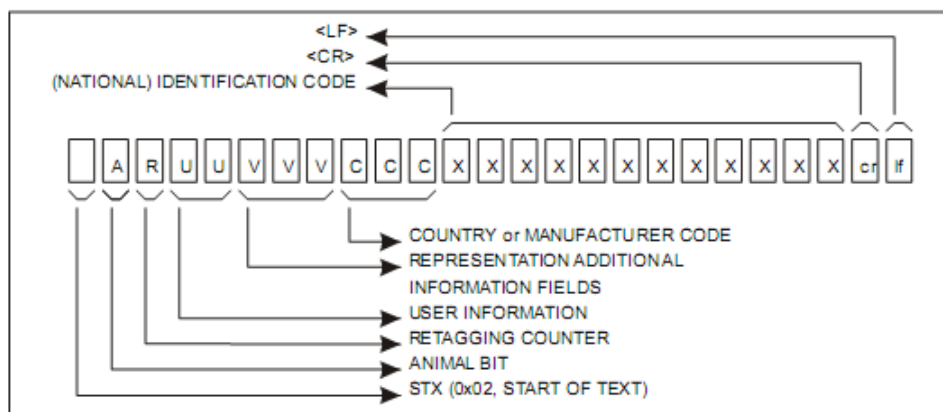 <LF>
<CR>
(NATIONAL) IDENTIFICATION CODE
A R U U V V V C C C X X X X X X X X X X X X cr lf
COUNTRY or MANUFACTURER CODE
REPRESENTATION ADDITIONAL
INFORMATION FIELDS
USER INFORMATION
RETAGGING COUNTER
ANIMAL BIT
STX (0x02, START OF TEXT)